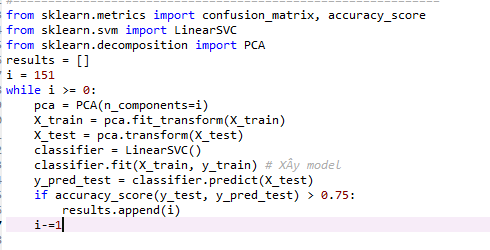 from sklearn.metrics import confusion_matrix, accuracy_score
from sklearn.svm import LinearSVC
from sklearn.decomposition import PCA
results = []
i = 151
while i >= 0:
    pca = PCA(n_components=i)
    X_train = pca.fit_transform(X_train)
    X_test = pca.transform(X_test)
    classifier = LinearSVC()
    classifier.fit(X_train, y_train) # XÂy model
    y_pred_test = classifier.predict(X_test)
    if accuracy_score(y_test, y_pred_test) > 0.75:
        results.append(i)
    i-=1